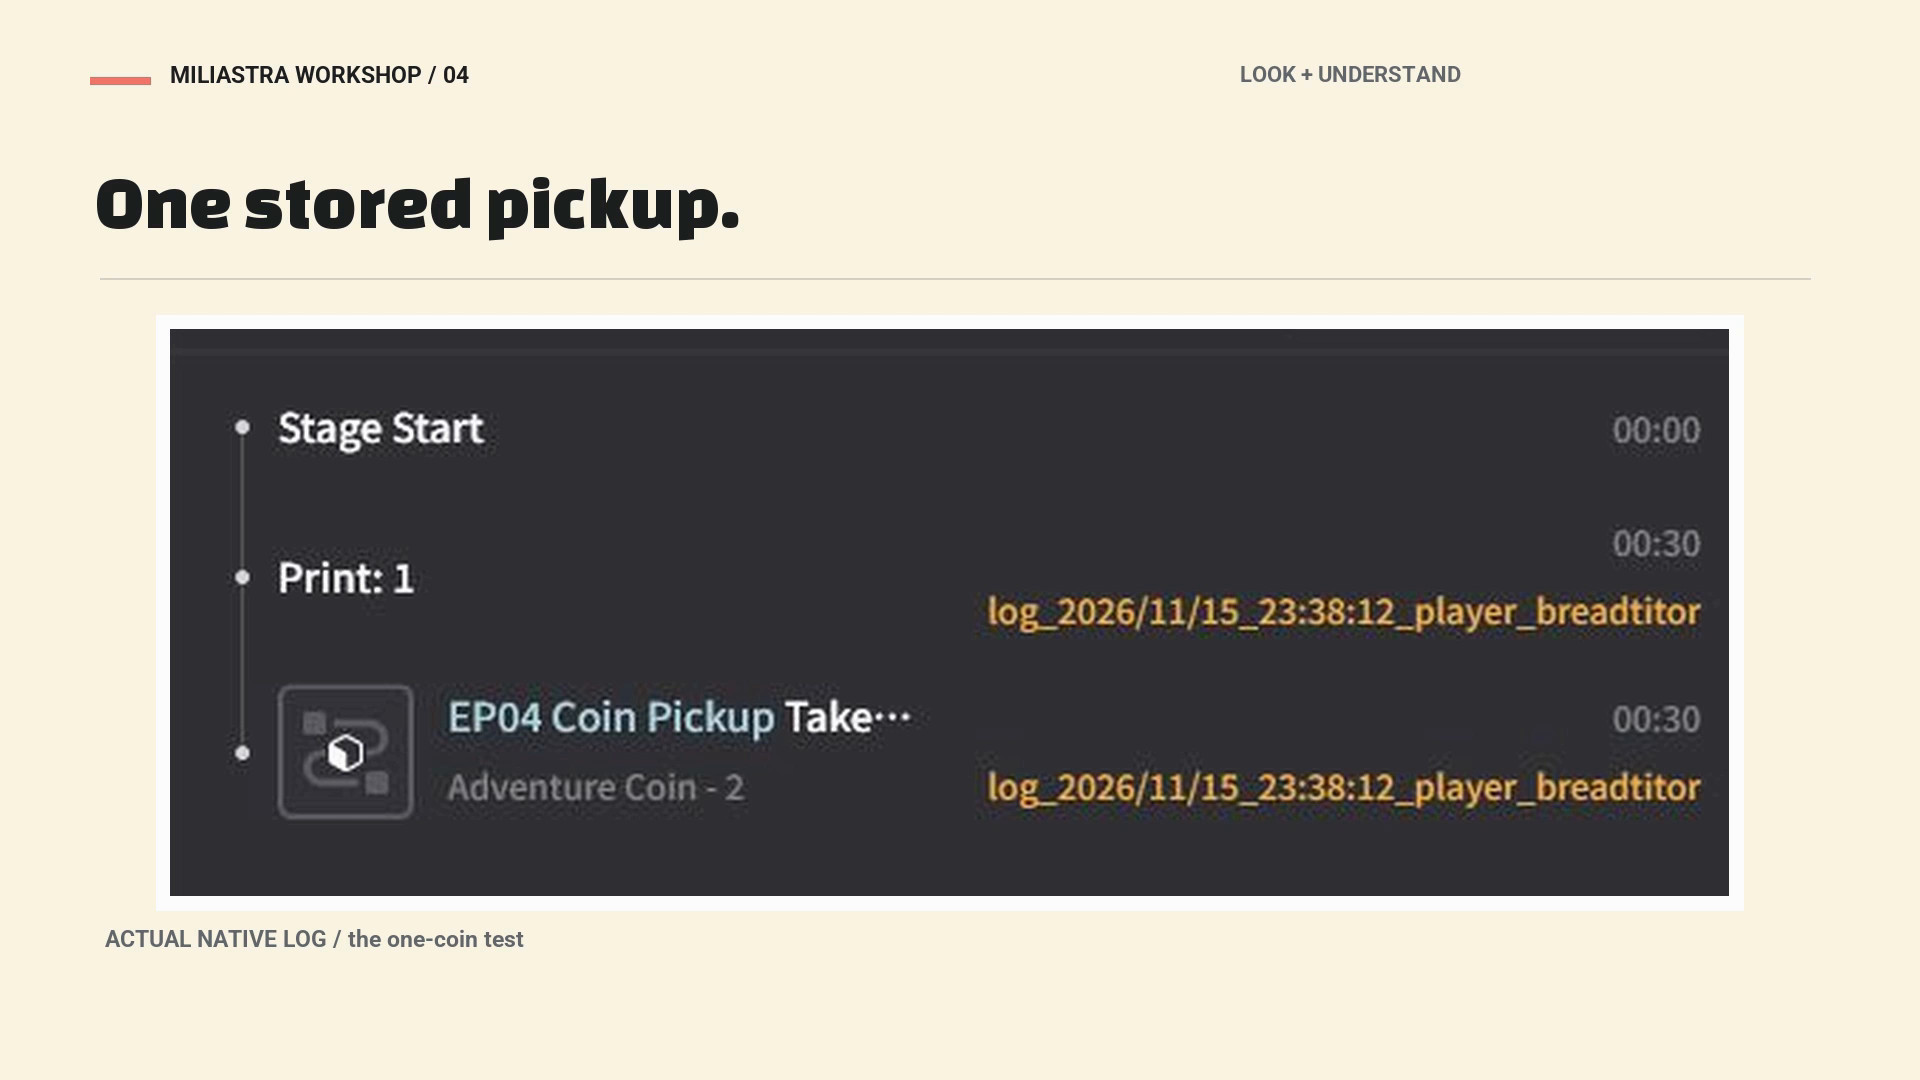 MILIASTRA WORKSHOP / 04
LOOK + UNDERSTAND
One stored pickup.
Stage Start
00:00
00:30
Print: 1
log_2026/11/15_23:38:12_player_breadtitor
EP04 Coin Pickup Take···
00:30
Adventure Coin - 2
log_2026/11/15_23:38:12_player_breadtitor
ACTUAL NATIVE LOG / the one-coin test